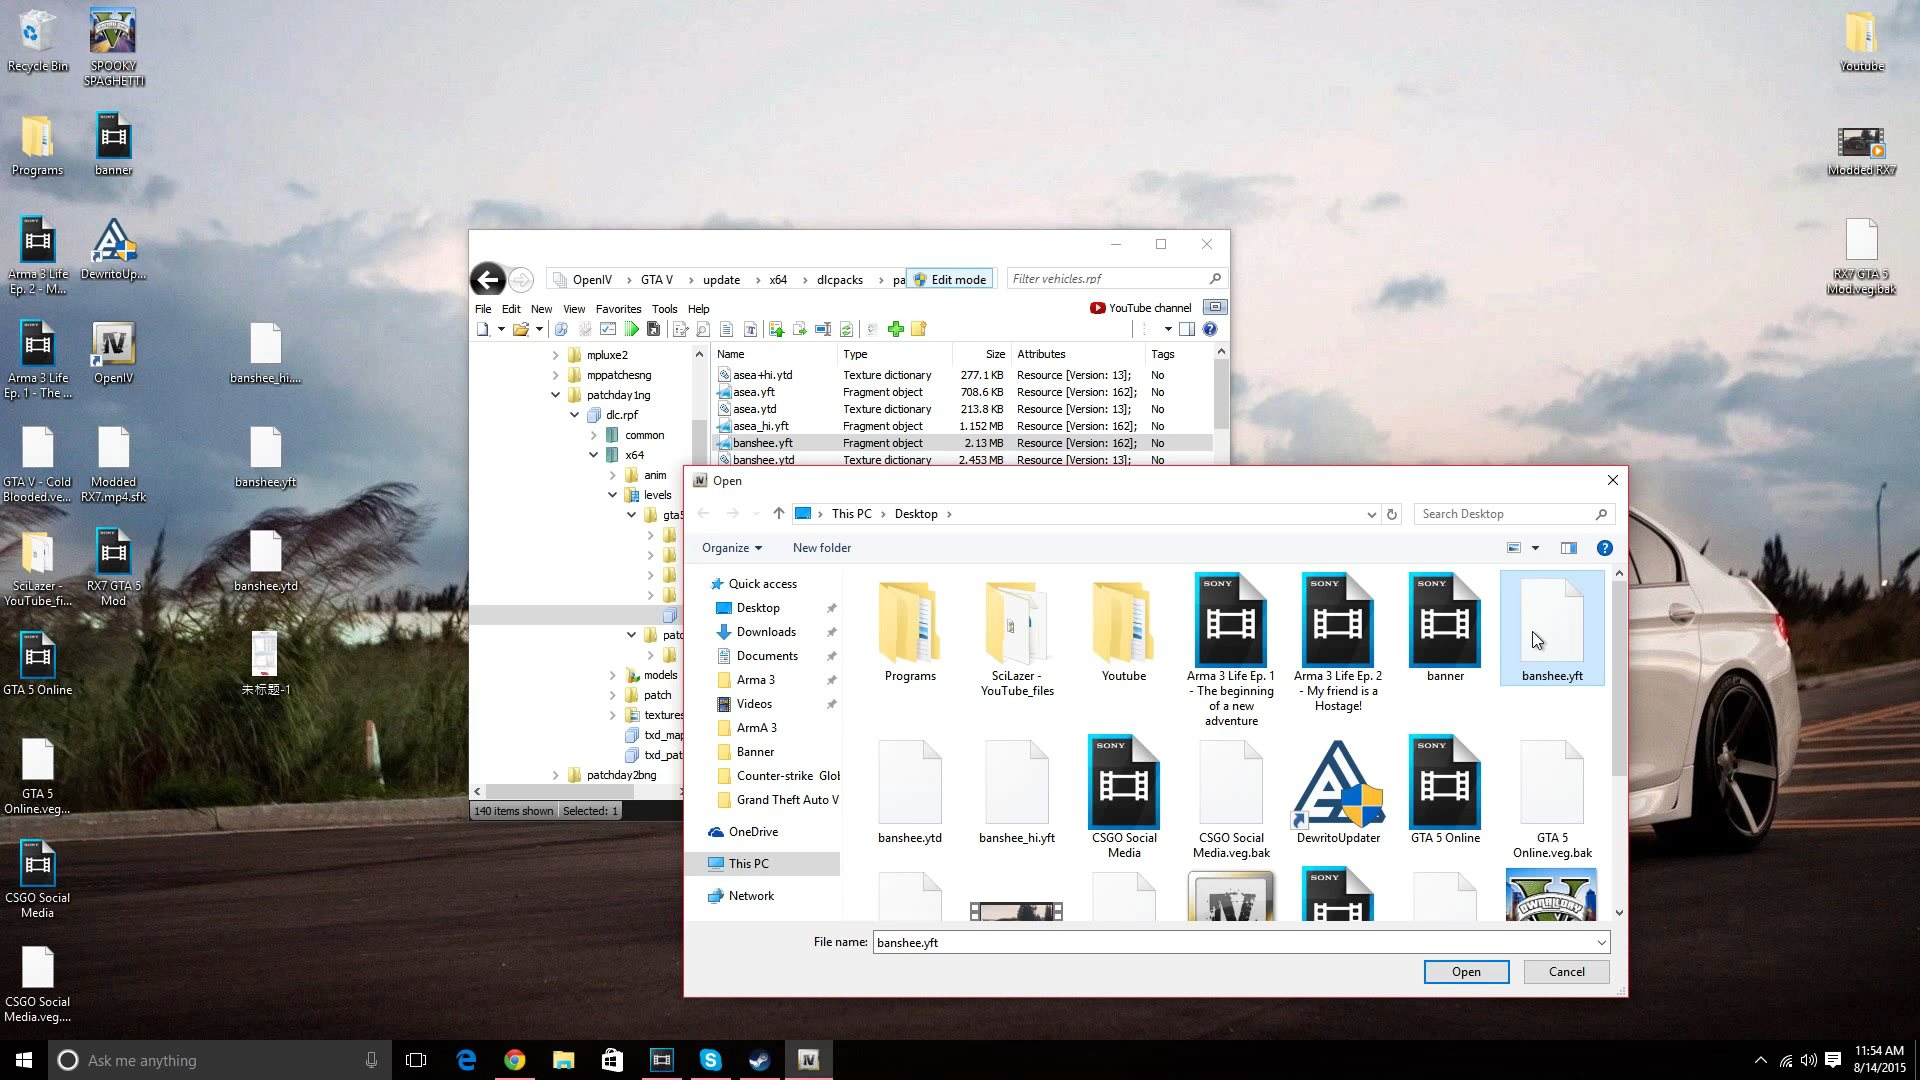 Recycle Bin
SPOOKY
SPAGHETTI
Programs
banner
Arma 3 Life
Ep. 2 - M...
DewritoUp...
Arma 3 Life
Ep. 1 - The ...
OpenIV
GTA V - Cold
Blooded.ve...
Modded
RX7.mp4.sfk
SciLazer -
YouTube_fi...
RX7 GTA 5
Mod
GTA 5 Online
GTA 5
Online.veg...
CSGO Social
Media
CSGO Social
Media.veg....
banshee_hi....
banshee.yft
banshee.ytd
未标题-1
Youtube
Modded RX7
RX7 GTA 5
Mod.veg.bak
OpenIV
GTA V
update
x64
dlcpacks
pa
Edit mode
Filter vehicles.rpf
File Edit New View Favorites Tools Help
YouTube channel
mpluxe2
mppatchesng
patchday1ng
dlc.rpf
common
x64
anim
levels
gta5
patc
models
patch
textures
txd_map
txd_pat
patchday2bng
Name Type Size Attributes Tags
asea+hi.ytd Texture dictionary 277.1 KB Resource [Version: 13]; No
asea.yft Fragment object 708.6 KB Resource [Version: 162]; No
asea.ytd Texture dictionary 213.8 KB Resource [Version: 13]; No
asea_hi.yft Fragment object 1.152 MB Resource [Version: 162]; No
banshee.yft Fragment object 2.13 MB Resource [Version: 162]; No
banshee.ytd Texture dictionary 2.453 MB Resource [Version: 13]; No
140 items shown Selected: 1
Open
This PC
Desktop
Search Desktop
Organize
New folder
Quick access
Desktop
Downloads
Documents
Arma 3
Videos
ArmA 3
Banner
Counter-strike Glob
Grand Theft Auto V
OneDrive
This PC
Network
SONY
SONY
SONY
Programs
SciLazer -
YouTube_files
Youtube
Arma 3 Life Ep. 1
- The beginning
of a new
adventure
Arma 3 Life Ep. 2
- My friend is a
Hostage!
banner
banshee.yft
SONY
SONY
banshee.ytd
banshee_hi.yft
CSGO Social
Media
CSGO Social
Media.veg.bak
DewritoUpdater
GTA 5 Online
GTA 5
Online.veg.bak
SONY
File name:
banshee.yft
Open
Cancel
Ask me anything
11:54 AM
8/14/2015